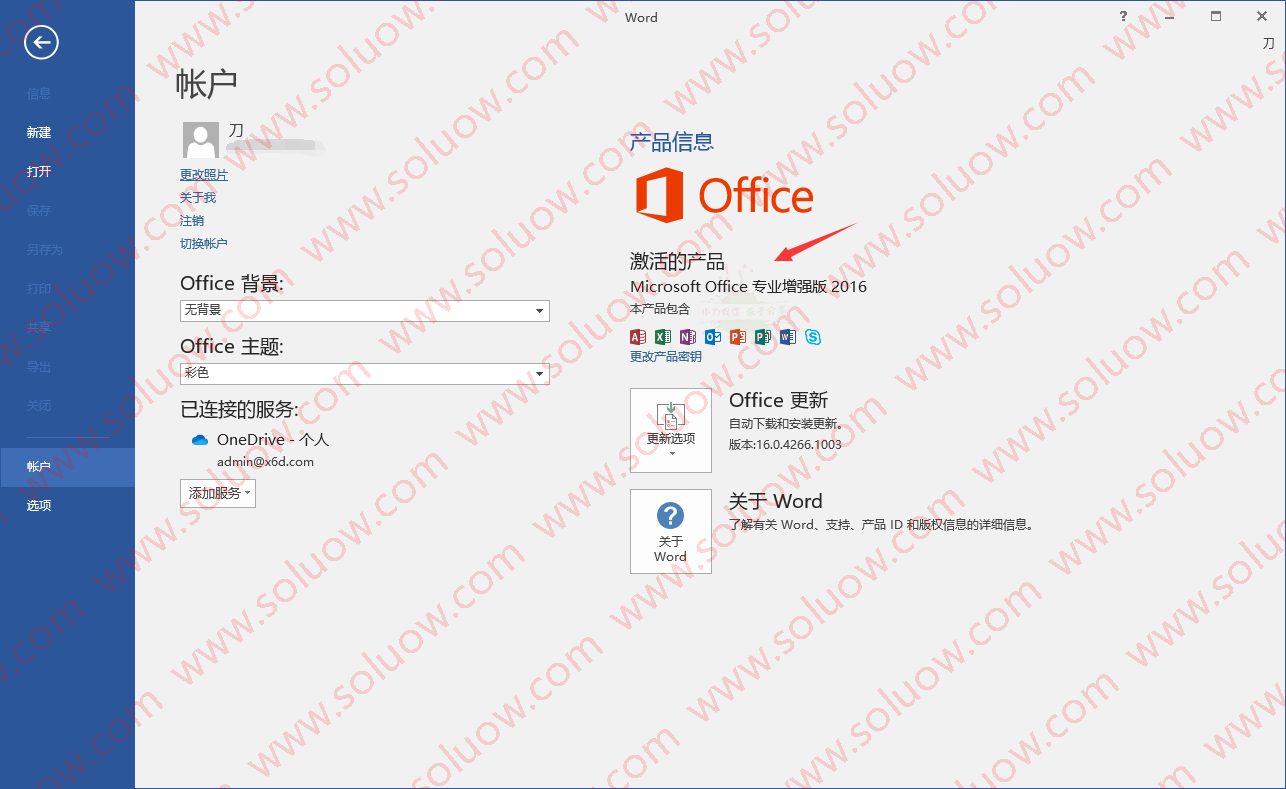 Word
?
刀
信息
新建
打开
保存
另存为
打印
共享
导出
关闭
帐户
选项
帐户
刀
更改照片
关于我
注销
切换帐户
Office 背景:
无背景
Office 主题:
彩色
已连接的服务:
OneDrive - 个人
admin@x6d.com
添加服务
产品信息
Office
激活的产品
Microsoft Office 专业增强版 2016
本产品包含
更改产品密钥
更新选项
Office 更新
自动下载和安装更新。
版本:16.0.4266.1003
?
关于
Word
关于 Word
了解有关 Word、支持、产品 ID 和版权信息的详细信息。
www.soluow.com